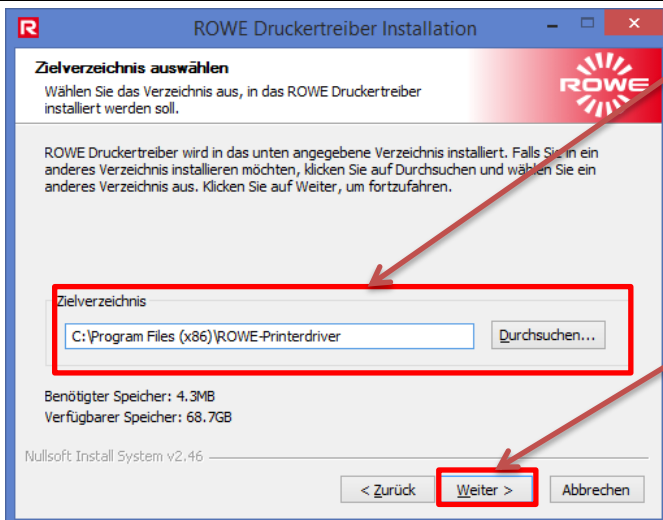 ROWE Druckertreiber Installation
Zielverzeichnis auswählen
Wählen Sie das Verzeichnis aus, in das ROWE Druckertreiber
installiert werden soll.
ROWE
ROWE Druckertreiber wird in das unten angegebene Verzeichnis installiert. Falls Sie in ein
anderes Verzeichnis installieren möchten, klicken Sie auf Durchsuchen und wählen Sie ein
anderes Verzeichnis aus. Klicken Sie auf Weiter, um fortzufahren.
Zielverzeichnis
C:\Program Files (x86)\ROWE-Printerdriver
Durchsuchen...
Benötigter Speicher: 4.3MB
Verfügbarer Speicher: 68.7GB
Nullsoft Install System v2.46
< Zurück Weiter > Abbrechen